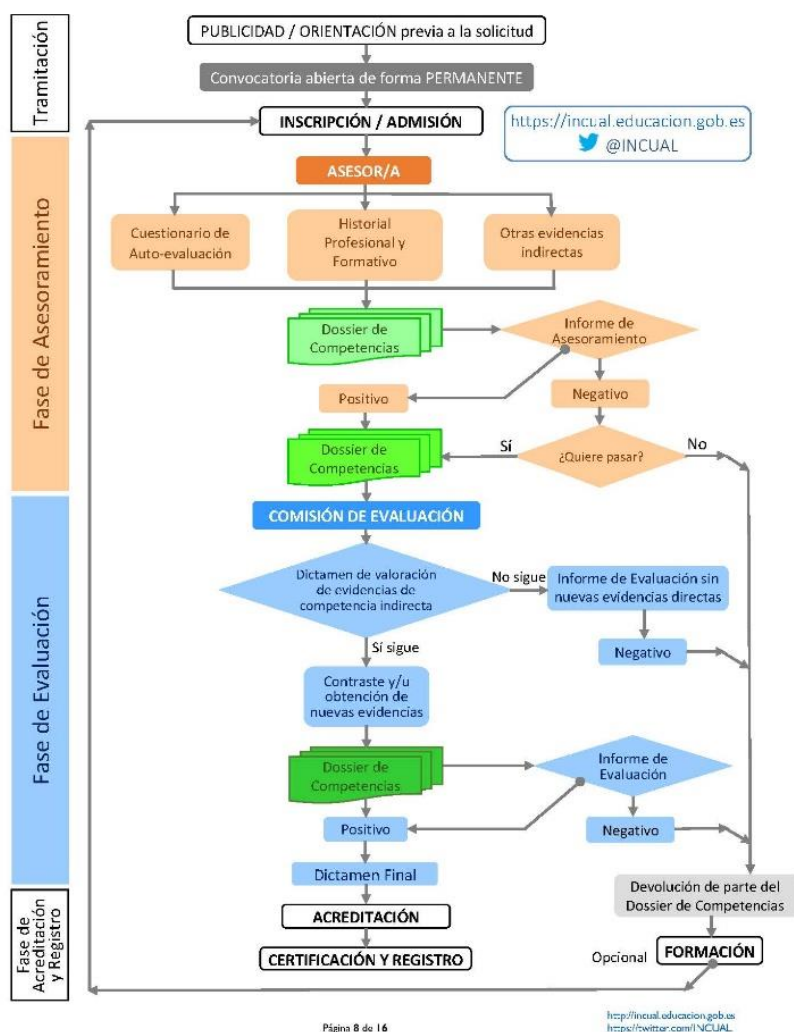 Tramitación
PUBLICIDAD / ORIENTACIÓN previa a la solicitud
Convocatoria abierta de forma PERMANENTE
INSCRIPCIÓN / ADMISIÓN
https://incual.educacion.gob.es
@INCUAL
Fase de Asesoramiento
ASESOR/A
Cuestionario de
Auto-evaluación
Historial
Profesional y
Formativo
Otras evidencias
indirectas
Dossier de
Competencias
Informe de
Asesoramiento
Positivo
Negativo
Dossier de
Competencias
Sí
¿Quiere pasar?
No
Fase de Evaluación
COMISIÓN DE EVALUACIÓN
Dictamen de valoración
de evidencias de
competencia indirecta
No sigue
Informe de Evaluación sin
nuevas evidencias directas
Negativo
Sí sigue
Contraste y/u
obtención de
nuevas evidencias
Dossier de
Competencias
Informe de
Evaluación
Positivo
Negativo
Dictamen Final
Fase de
Acreditación
y Registro
Devolución de parte del
Dossier de Competencias
ACREDITACIÓN
CERTIFICACIÓN Y REGISTRO
Opcional
FORMACIÓN
Página 8 de 16
http://incual.educacion.gob.es
https://twitter.com/INCUAL